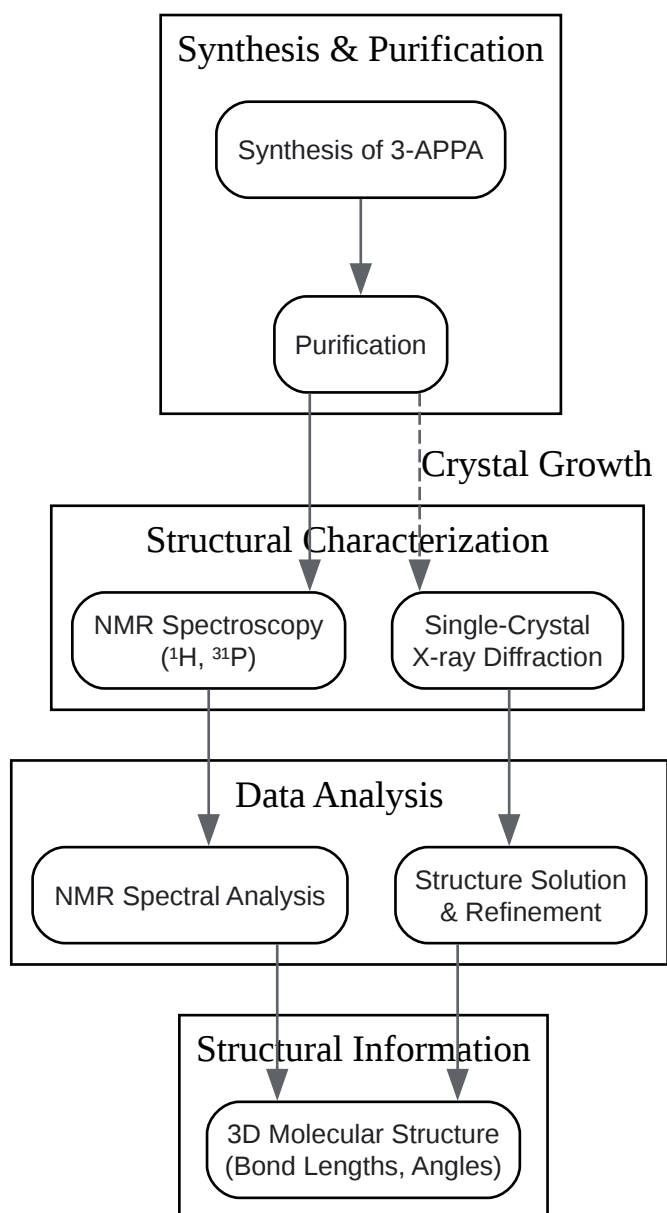 Synthesis & Purification
Synthesis of 3-APPA
Purification
Crystal Growth
Structural Characterization
NMR Spectroscopy
(¹H, ³¹P)
Single-Crystal
X-ray Diffraction
Data Analysis
NMR Spectral Analysis
Structure Solution
& Refinement
Structural Information
3D Molecular Structure
(Bond Lengths, Angles)